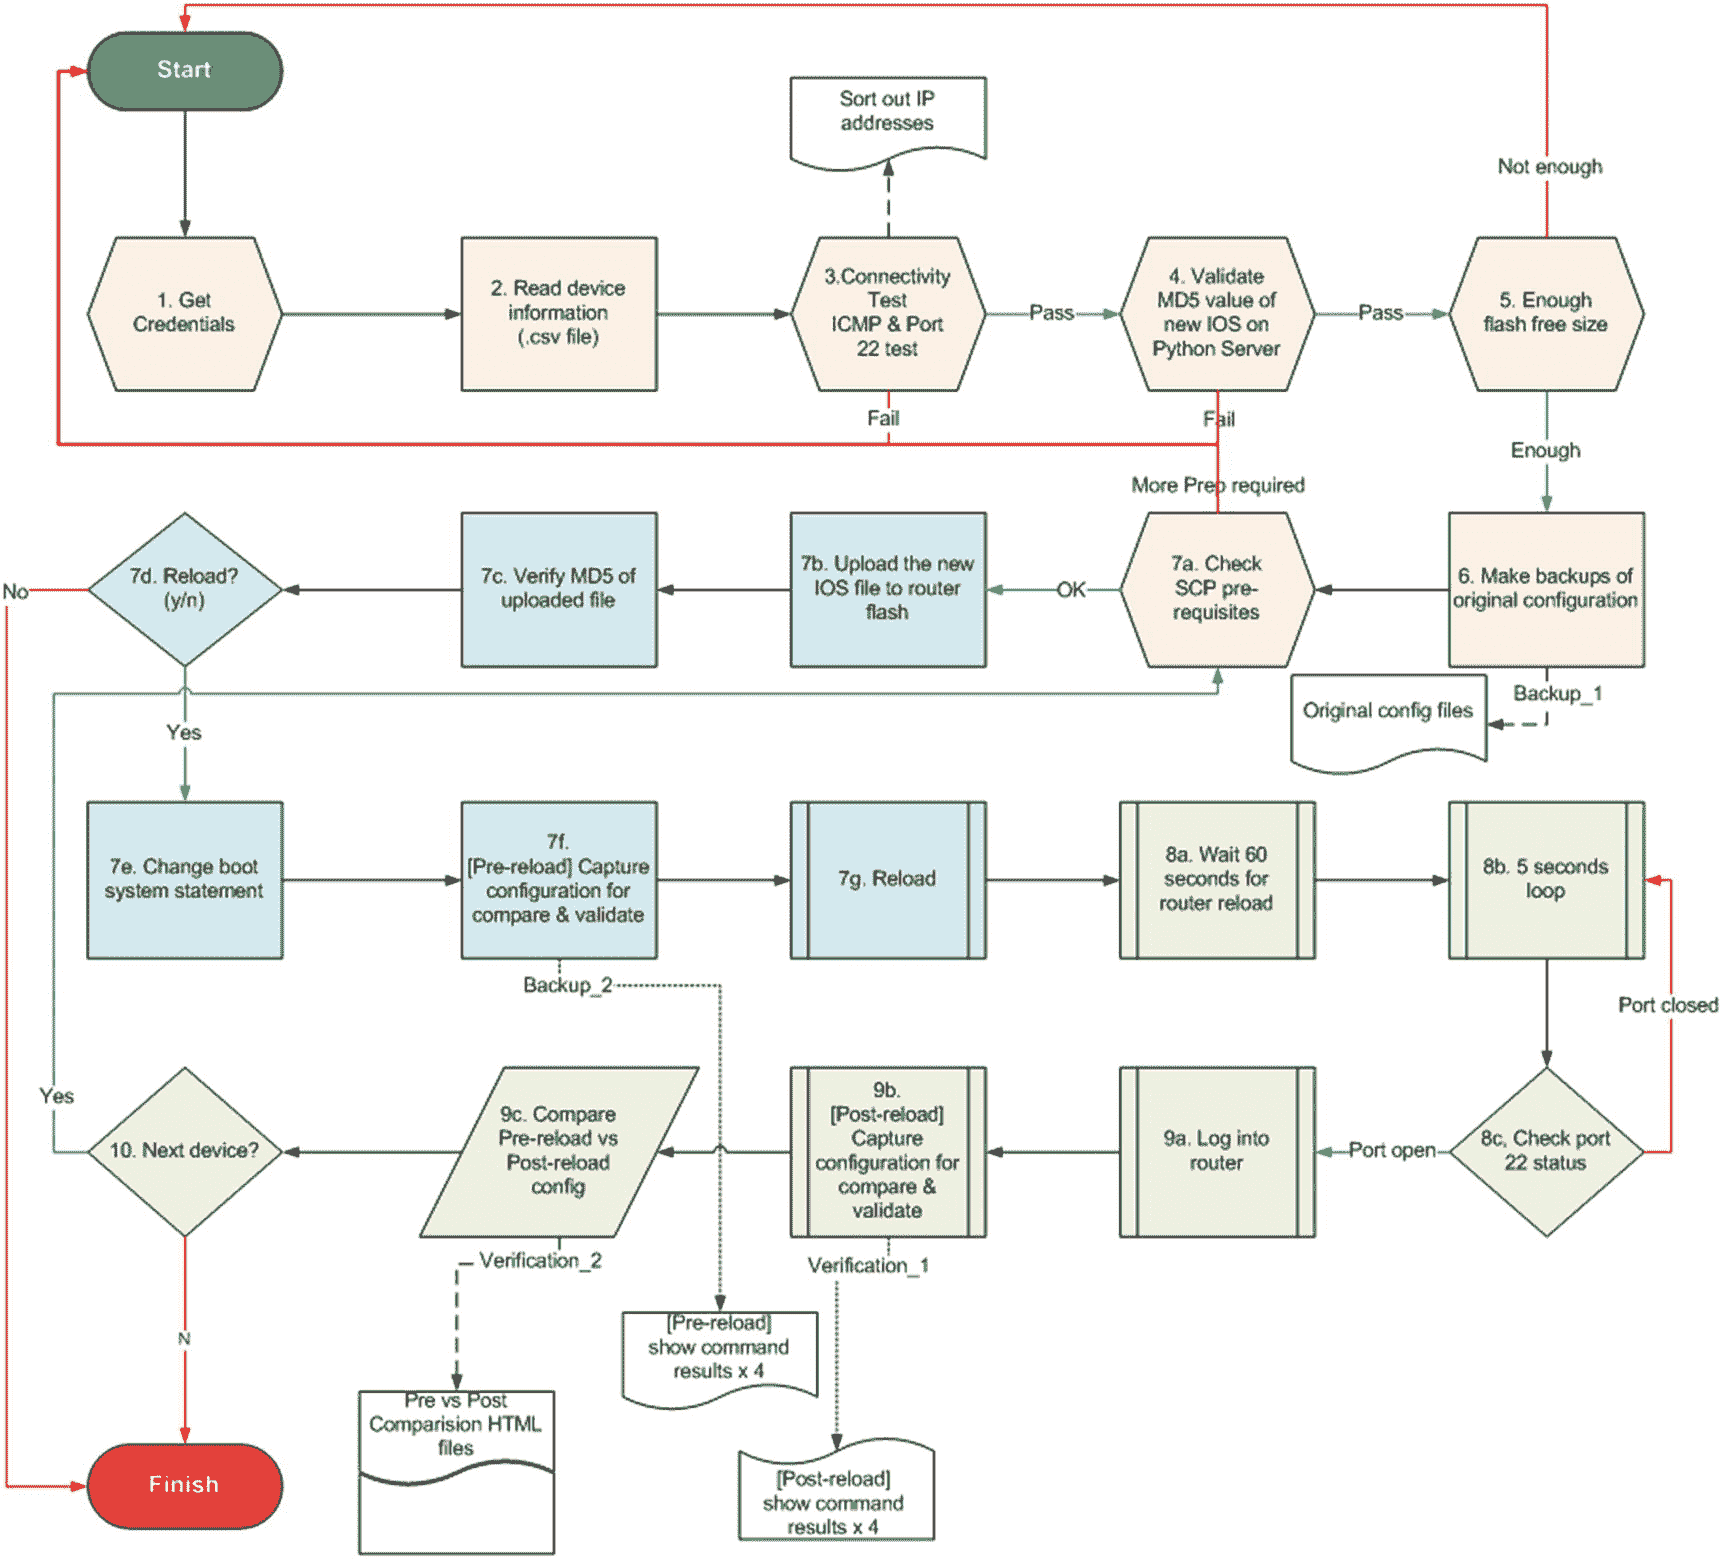 Start
Sort out IP
addresses
Not enough
1. Get
Credentials
2. Read device
information
(.csv file)
3.Connectivity
Test
ICMP & Port
22 test
Pass
4. Validate
MD5 value of
new IOS on
Python Server
Pass
5. Enough
flash free size
Fail
Fail
Enough
More Prep required
No
7d. Reload?
(y/n)
7c. Verify MD5 of
uploaded file
7b. Upload the new
IOS file to router
flash
OK
7a. Check
SCP pre-
requisites
6. Make backups of
original configuration
Backup_1
Original config files
Yes
7e. Change boot
system statement
7f.
[Pre-reload] Capture
configuration for
compare & validate
7g. Reload
8a. Wait 60
seconds for
router reload
8b. 5 seconds
loop
Backup_2
Port closed
Yes
10. Next device?
9c. Compare
Pre-reload vs
Post-reload
config
9b.
[Post-reload]
Capture
configuration for
compare &
validate
9a. Log into
router
Port open
8c, Check port
22 status
Verification_2
Verification_1
N
[Pre-reload]
show command
results x 4
Pre vs Post
Comparision HTML
files
Finish
[Post-reload]
show command
results x 4